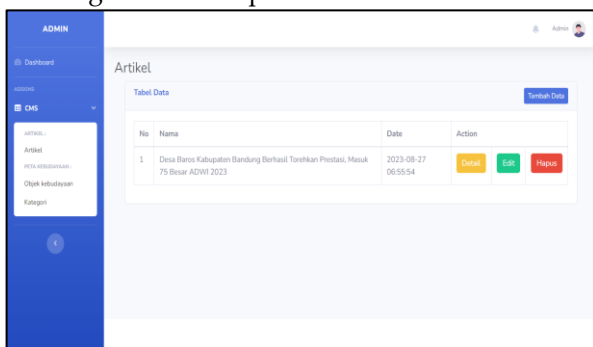 ADMIN
Admin
Dashboard
ADDONS
CMS
ARTIKEL :
Artikel
PETA KEBUDAYAAN :
Objek kebudayaan
Kategori
Artikel
Tabel Data
Tambah Data
No Nama Date Action
1 Desa Baros Kabupaten Bandung Berhasil Torehkan Prestasi, Masuk 2023-08-27 Detail Edit Hapus
75 Besar ADWI 2023 06:55:54